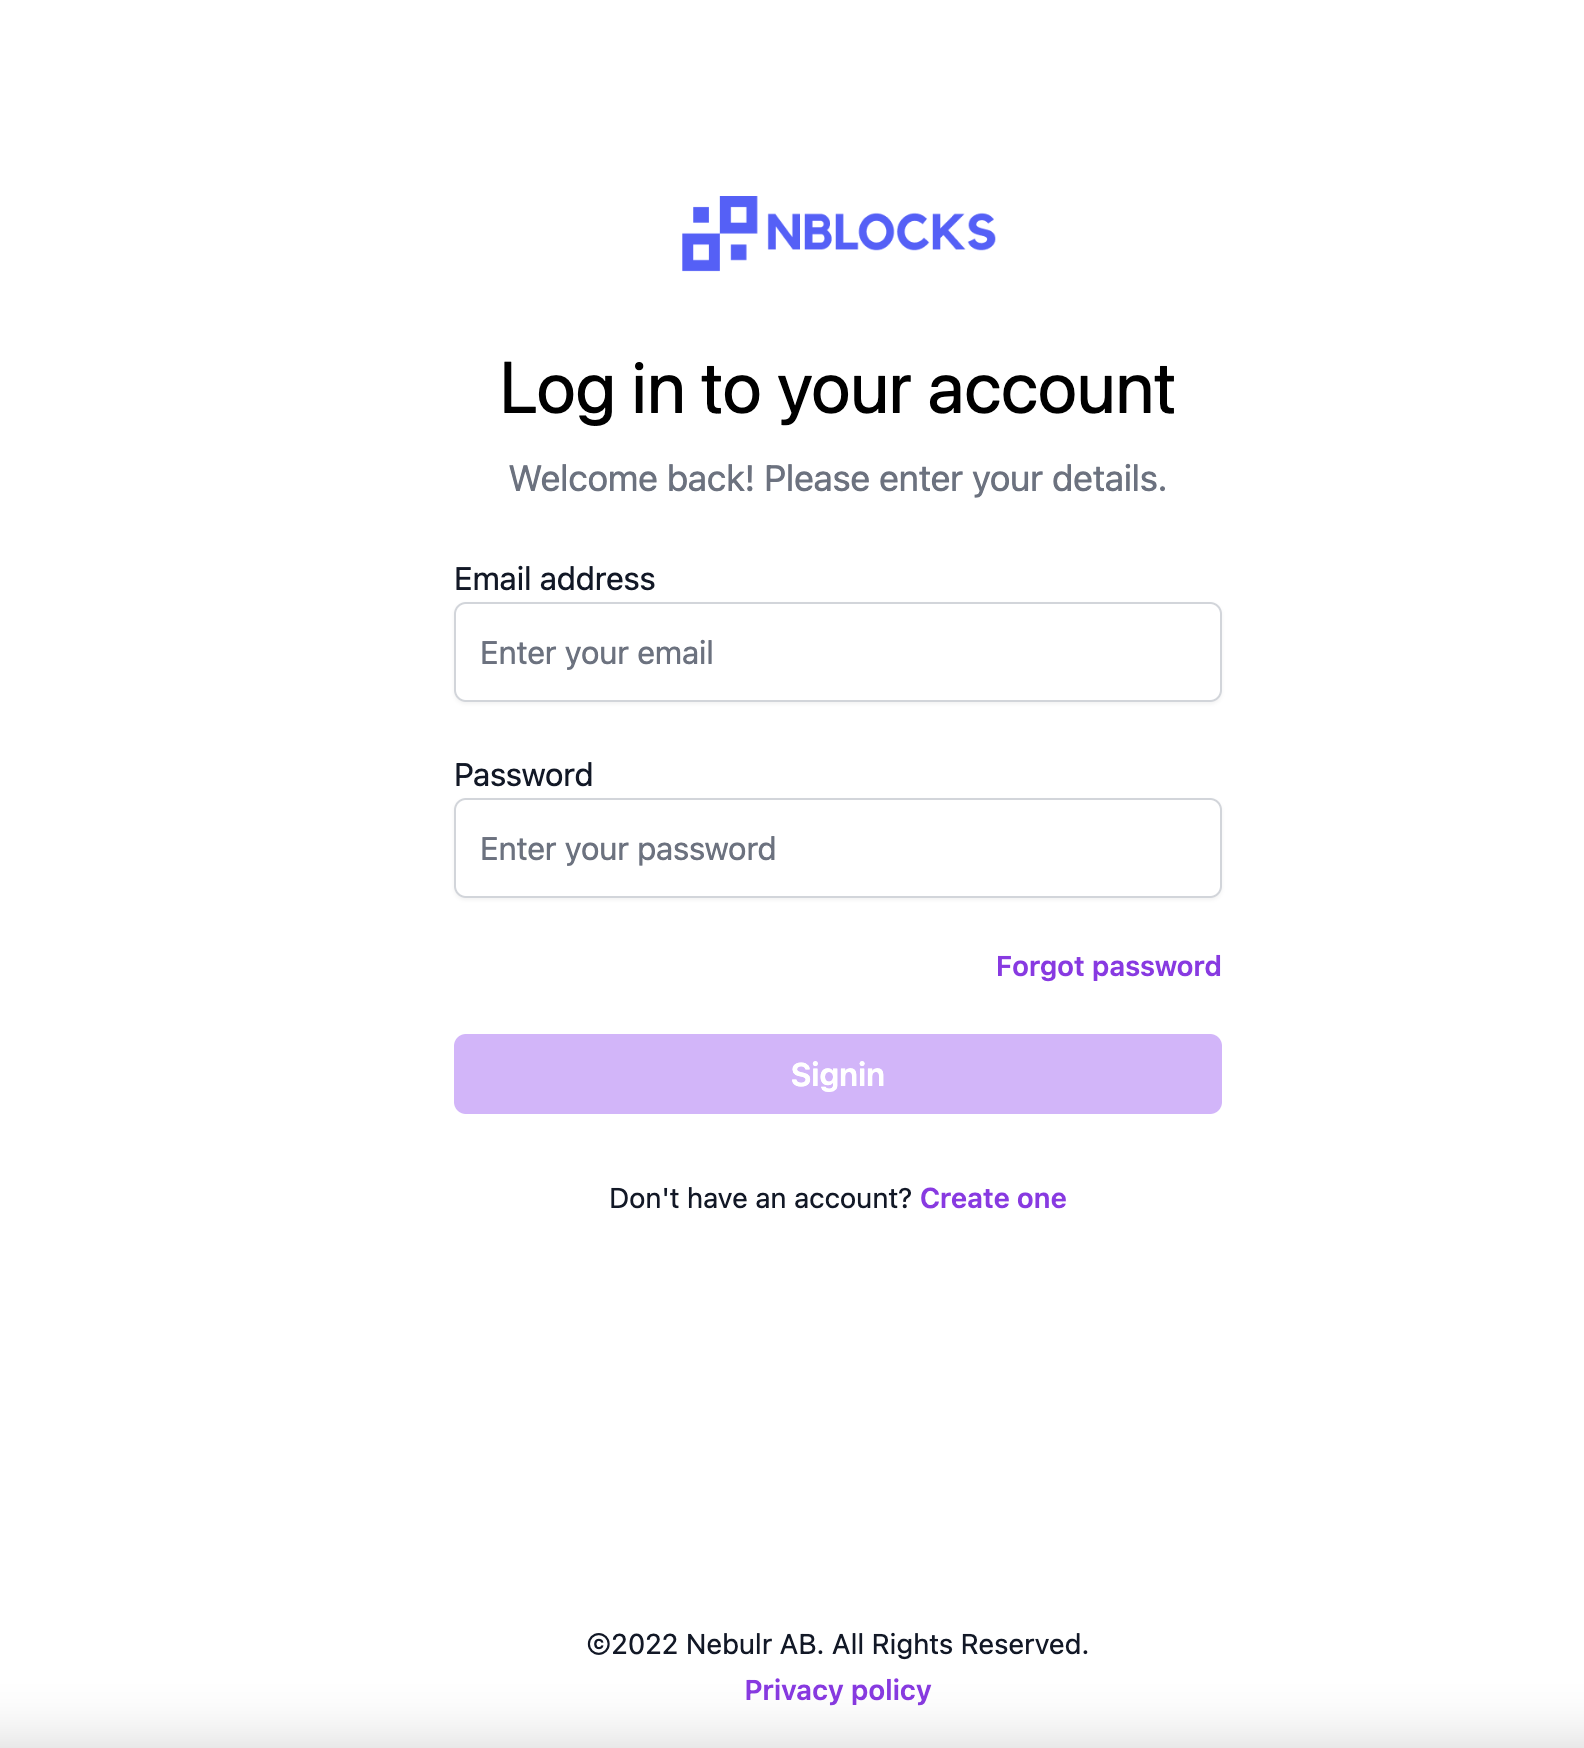 NBLOCKS
Log in to your account
Welcome back! Please enter your details.
Email address
Enter your email
Password
Enter your password
Forgot password
Signin
Don't have an account? Create one
©2022 Nebulr AB. All Rights Reserved.
Privacy policy